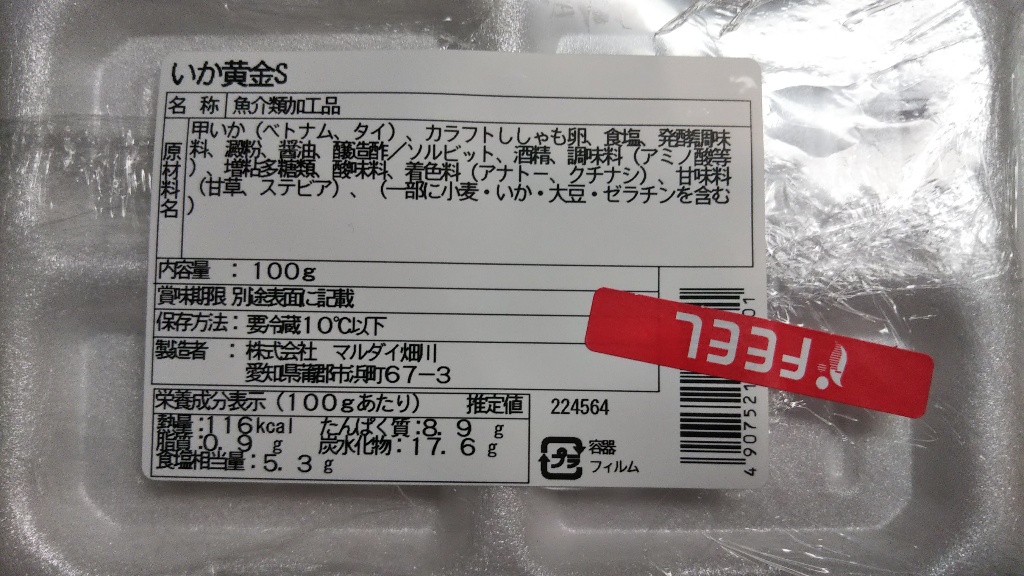 いか黄金S
名 称 魚介類加工品
原材料名
甲いか（ベトナム、タイ）、カラフトししゃも卵、食塩、発酵調味
料、澱粉、醤油、醸造酢／ソルビット、酒精、調味料（アミノ酸等
）、増粘多糖類、酸味料、着色料（アナトー、クチナシ）、甘味料
（甘草、ステビア）、（一部に小麦・いか・大豆・ゼラチンを含む
）
内容量 ：100g
賞味期限 別途表面に記載
保存方法：要冷蔵10℃以下
製造者 ：株式会社 マルダイ畑川
愛知県蒲郡市浜町67-3
栄養成分表示（100gあたり） 推定値
熱量：116kcal たんぱく質：8.9 g
脂質：0.9 g 炭水化物：17.6 g
食塩相当量：5.3 g
224564
プラ
容器
フィルム
FEEL